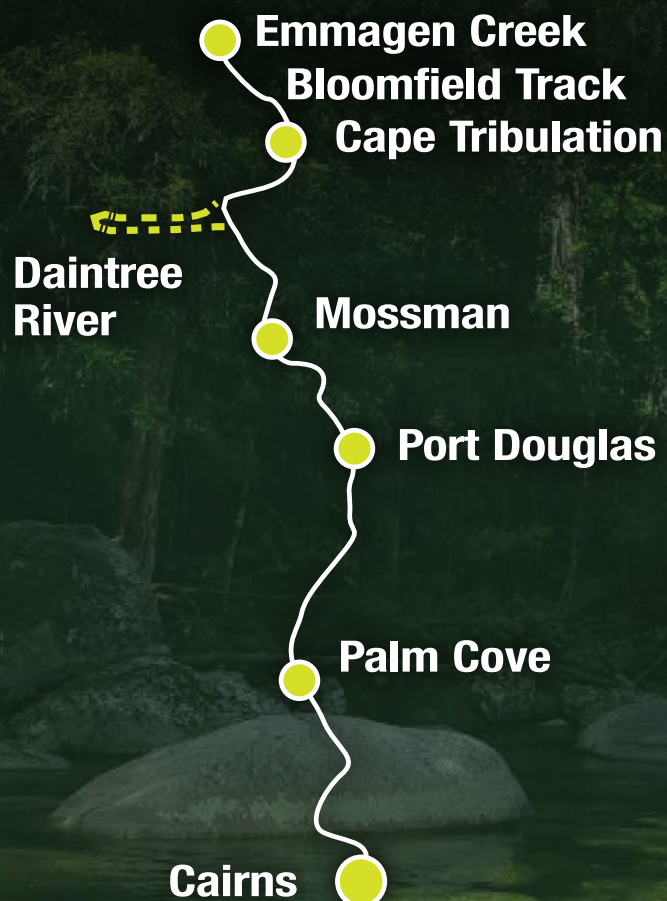 Emmagen Creek
Bloomfield Track
Cape Tribulation
Daintree
River
Mossman
Port Douglas
Palm Cove
Cairns